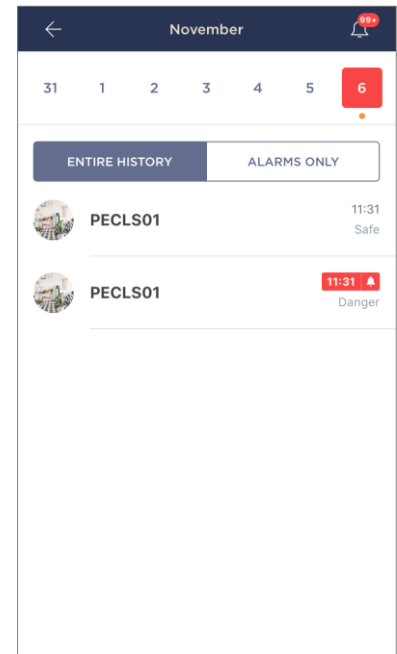 November
99+
31 1 2 3 4 5 6
ENTIRE HISTORY ALARMS ONLY
PECLS01 11:31
Safe
PECLS01 11:31
Danger